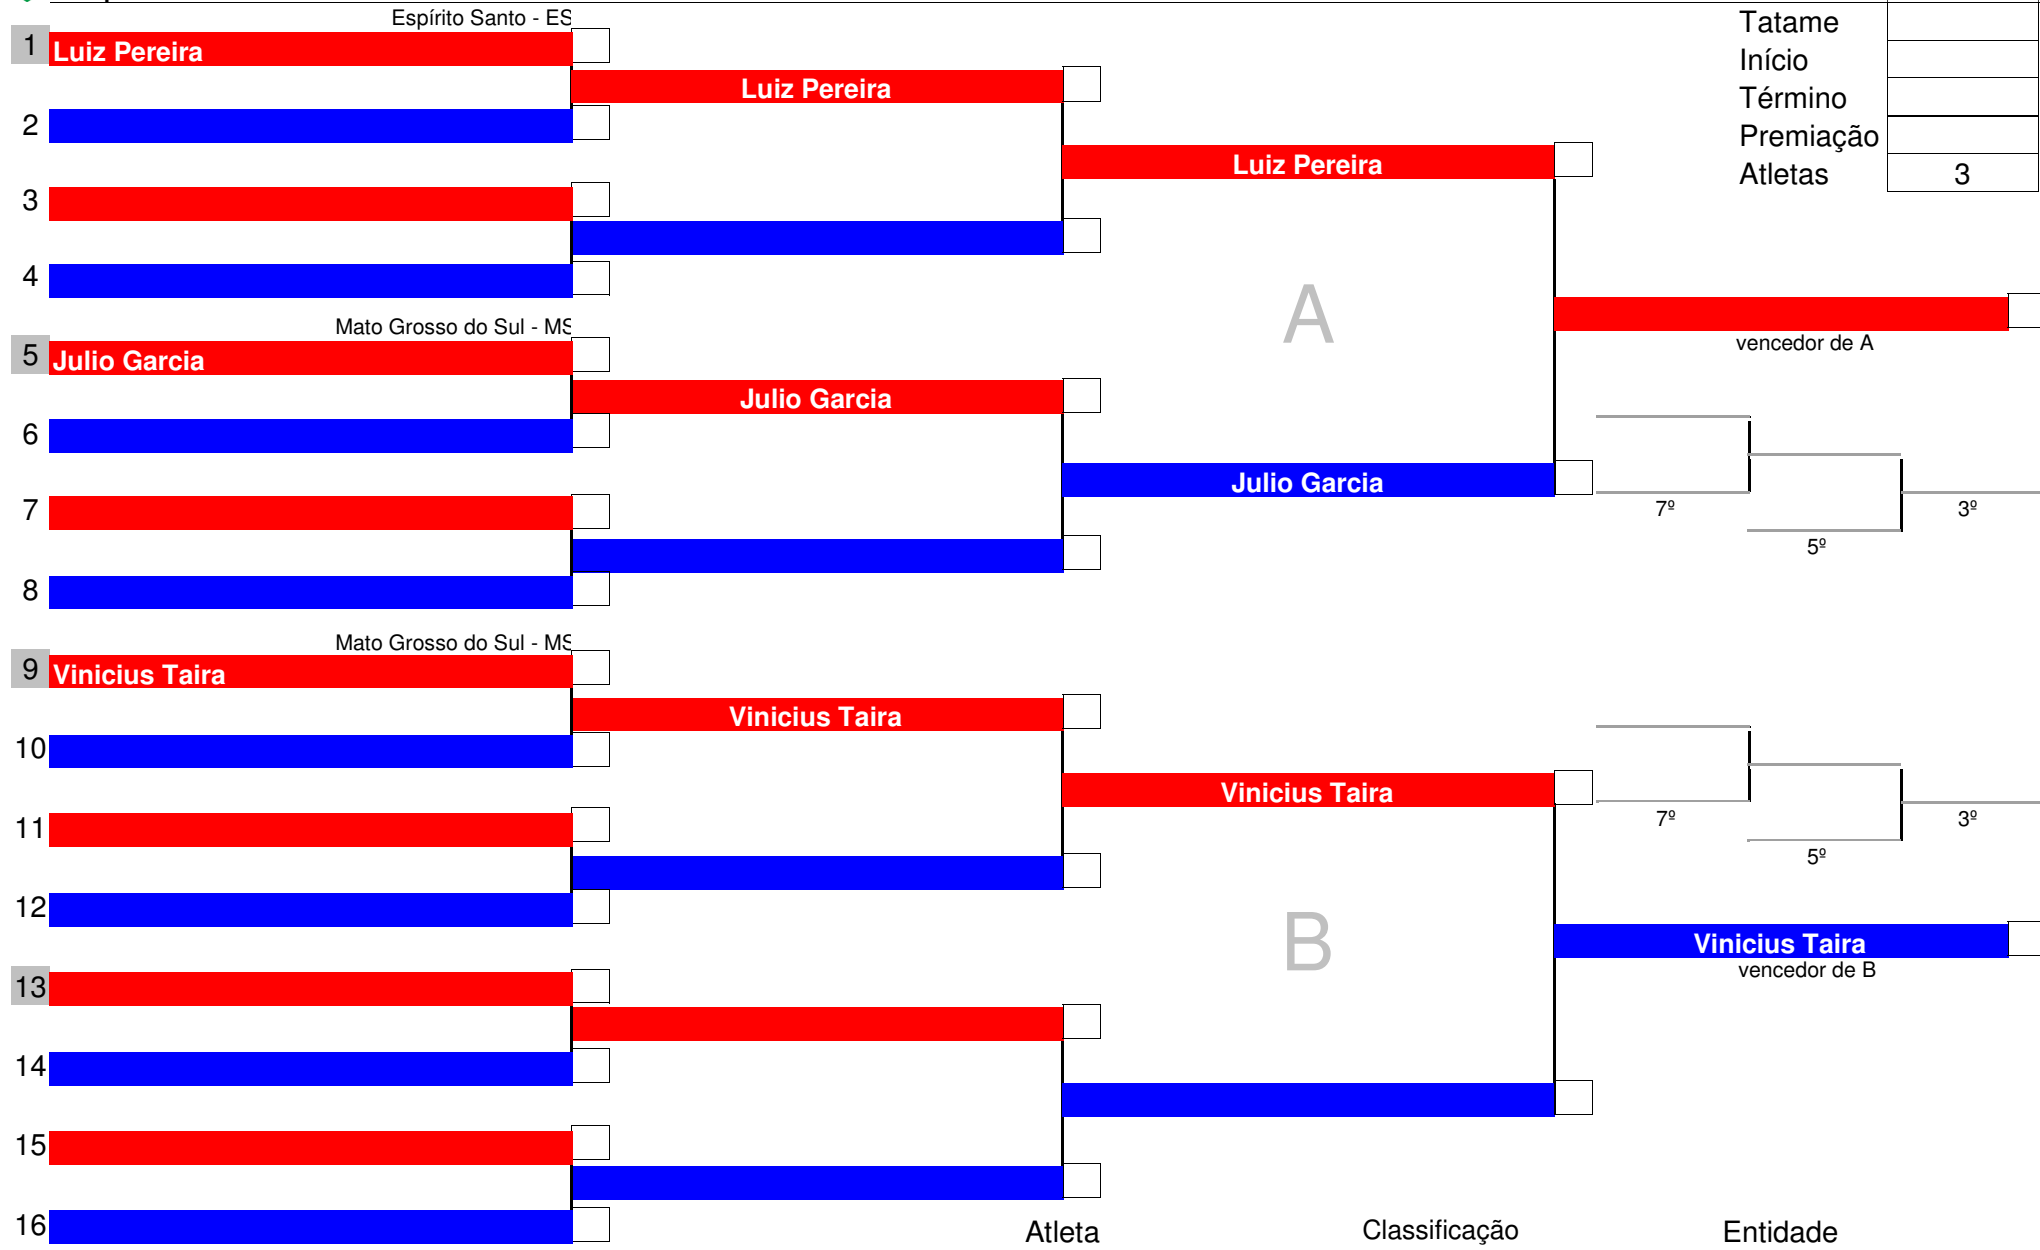 Espírito Santo - ES
1 Luiz Pereira
Luiz Pereira
2
Luiz Pereira
3
4
Tatame
Início
Término
Premiação
Atletas 3
A
vencedor de A
Mato Grosso do Sul - MS
5 Julio Garcia
Julio Garcia
6
Julio Garcia
7
8
7º
3º
5º
Mato Grosso do Sul - MS
9 Vinicius Taira
Vinicius Taira
10
Vinicius Taira
11
12
7º
3º
5º
B
Vinicius Taira
vencedor de B
13
14
15
16
Atleta Classificação Entidade